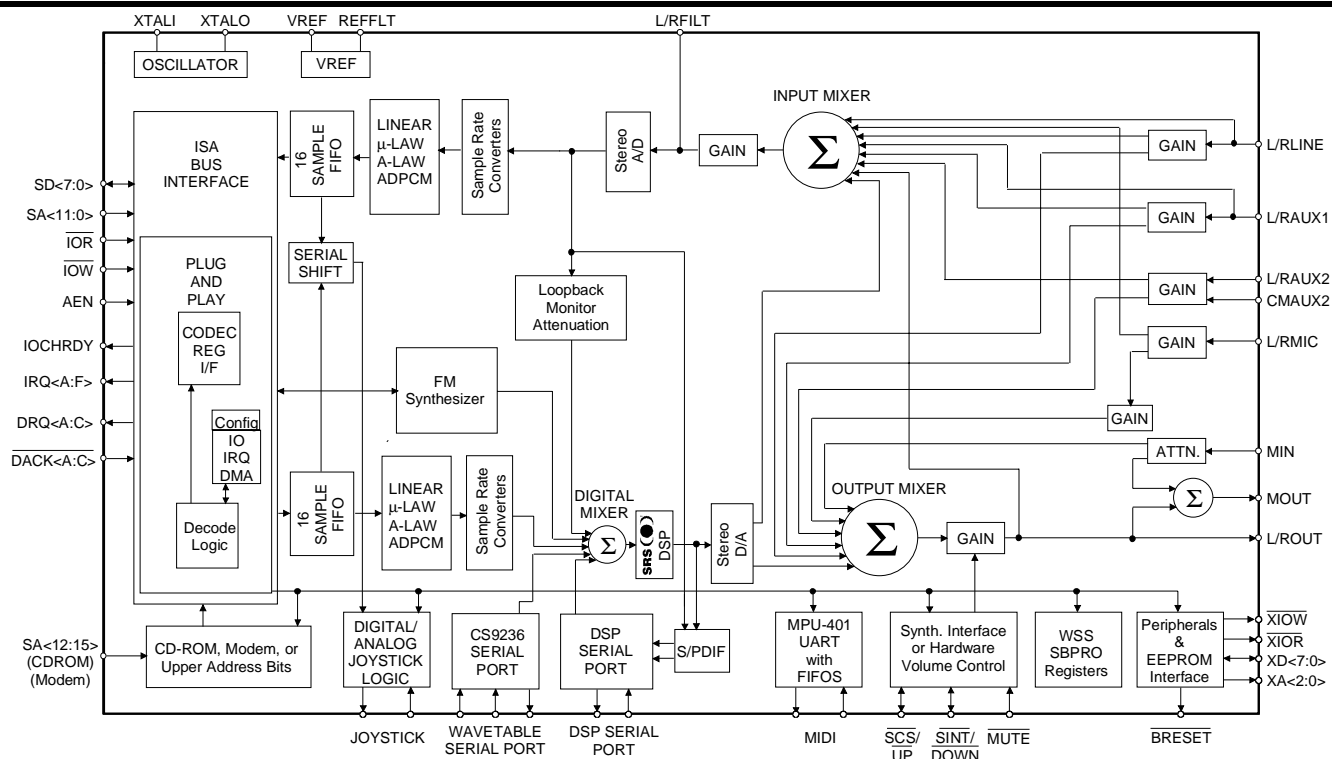 XTALI XTALO VREF REFFLT L/RFILT
OSCILLATOR
VREF
INPUT MIXER
Σ
ISA
BUS
INTERFACE
16
SAMPLE
FIFO
LINEAR
μ-LAW
A-LAW
ADPCM
Sample Rate
Converters
Stereo
A/D
GAIN
GAIN
L/RLINE
SD<7:0>
SA<11:0>
IOR
IOW
AEN
IOCHRDY
IRQ<A:F>
DRQ<A:C>
DACK<A:C>
PLUG
AND
PLAY
CODEC
REG
I/F
Config
IO
IRQ
DMA
Decode
Logic
SERIAL
SHIFT
Loopback
Monitor
Attenuation
FM
Synthesizer
GAIN
L/RAUX1
GAIN
L/RAUX2
CMAUX2
GAIN
L/RMIC
GAIN
ATTN.
MIN
Σ
MOUT
L/ROUT
16
SAMPLE
FIFO
LINEAR
μ-LAW
A-LAW
ADPCM
Sample Rate
Converters
DIGITAL
MIXER
Σ
SRS
DSP
Stereo
D/A
OUTPUT MIXER
Σ
GAIN
SA<12:15>
(CDROM)
(Modem)
CD-ROM, Modem, or
Upper Address Bits
DIGITAL/
ANALOG
JOYSTICK
LOGIC
CS9236
SERIAL
PORT
DSP
SERIAL
PORT
S/PDIF
MPU-401
UART
with
FIFOS
Synth. Interface
or Hardware
Volume Control
WSS
SBPRO
Registers
Peripherals
&
EEPROM
Interface
XIOW
XIOR
XD<7:0>
XA<2:0>
JOYSTICK
WAVETABLE
SERIAL PORT
DSP SERIAL
PORT
MIDI
SCS/
UP
SINT/
DOWN
MUTE
BRESET